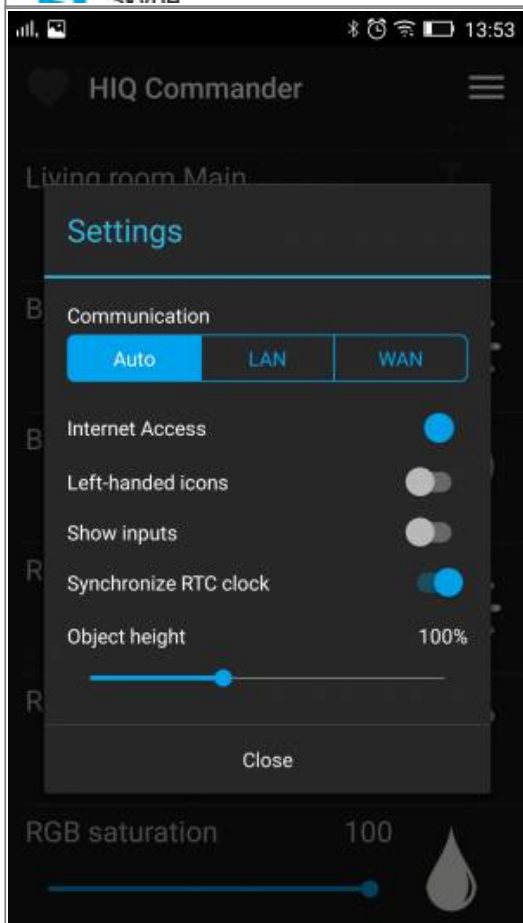 13:53
HIQ Commander
Living room Main
Settings
B
Communication
Auto LAN WAN
Internet Access
B
Left-handed icons
Show inputs
R
Synchronize RTC clock
Object height 100%
R
Close
RGB saturation 100